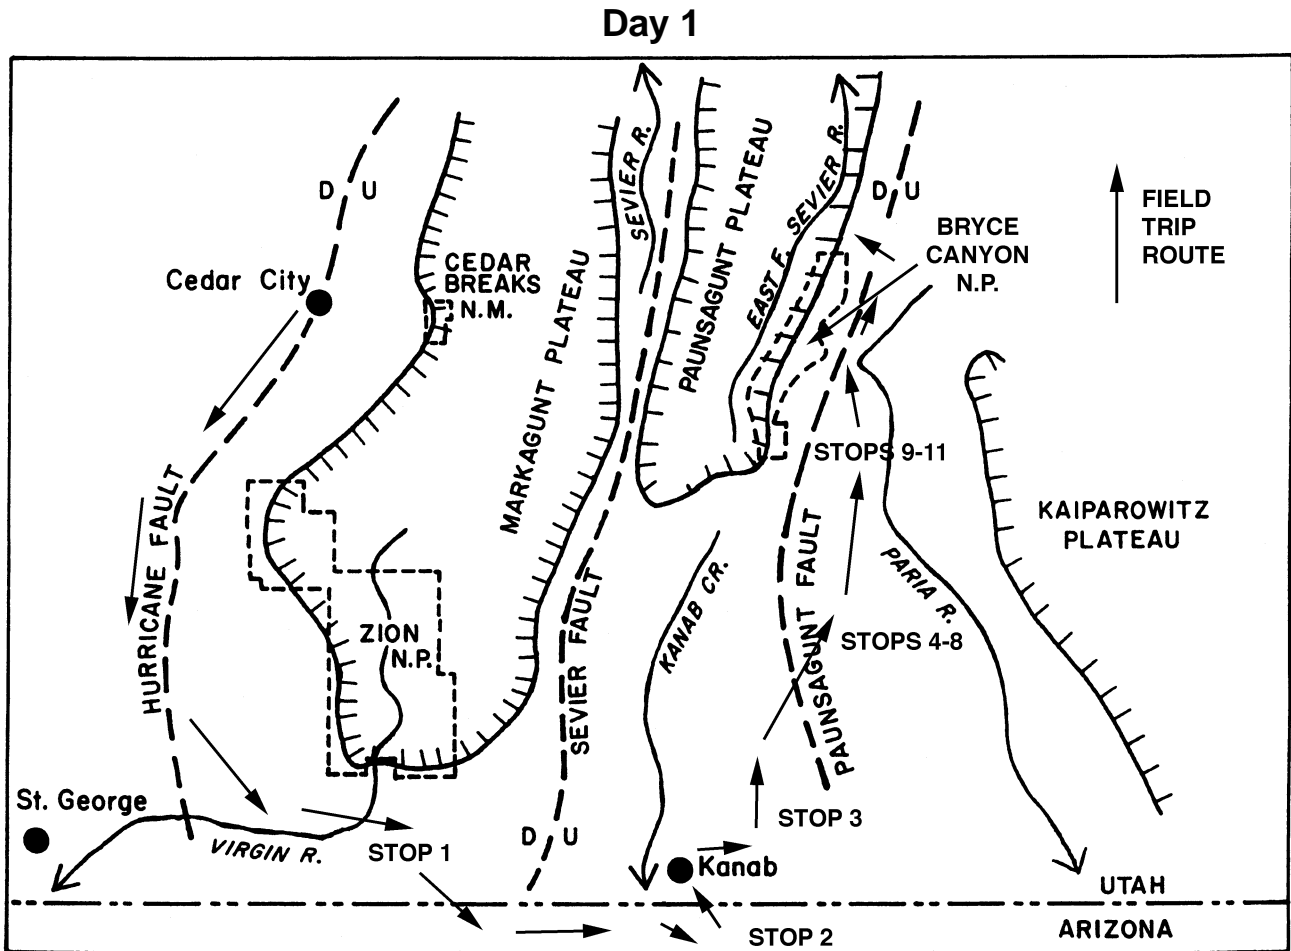 Day 1
D U
Cedar City
CEDAR
BREAKS
N.M.
SEVIER R.
PAUNSAGUNT PLATEAU
EAST F. SEVIER R.
D U
BRYCE
CANYON
N.P.
FIELD
TRIP
ROUTE
MARKAGUNT PLATEAU
HURRICANE FAULT
STOPS 9-11
KAIPAROWITZ
PLATEAU
ZION
N.P.
SEVIER FAULT
KANAB CR.
PAUNSAGUNT FAULT
PARIA R.
STOPS 4-8
St. George
VIRGIN R.
STOP 1
D U
STOP 3
Kanab
UTAH
ARIZONA
STOP 2